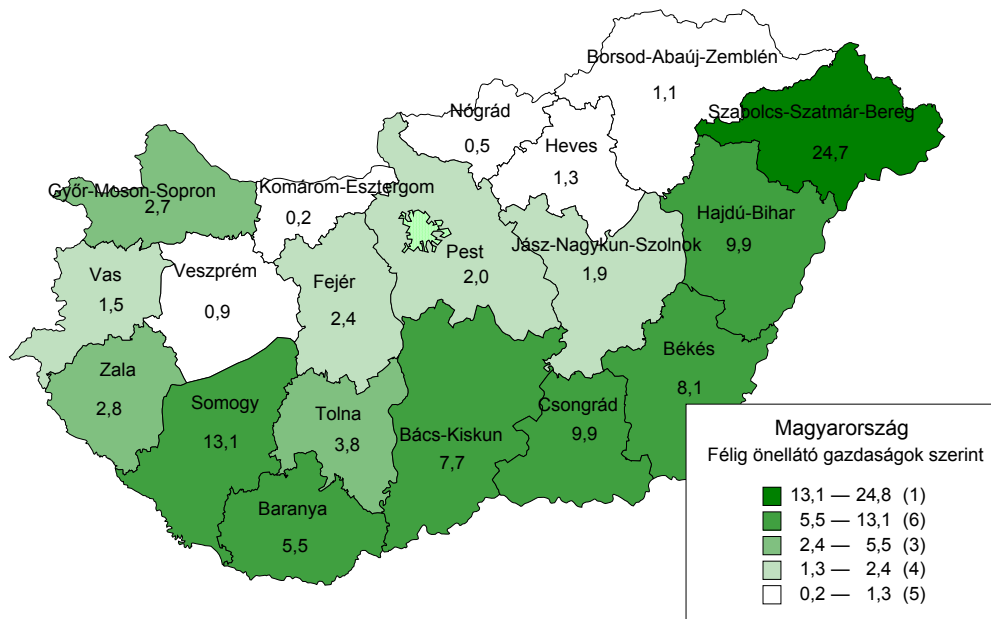 Borsod-Abaúj-Zemblén
1,1
Szabolcs-Szatmár-Bereg
24,7
Nógrád
0,5
Heves
1,3
Győr-Moson-Sopron
2,7
Komárom-Esztergom
0,2
Hajdú-Bihar
9,9
Pest
2,0
Jász-Nagykun-Szolnok
1,9
Vas
1,5
Veszprém
0,9
Fejér
2,4
Békés
8,1
Zala
2,8
Somogy
13,1
Tolna
3,8
Bács-Kiskun
7,7
Csongrád
9,9
Baranya
5,5
Magyarország
Félig önellátó gazdaságok szerint
13,1 — 24,8 (1)
5,5 — 13,1 (6)
2,4 — 5,5 (3)
1,3 — 2,4 (4)
0,2 — 1,3 (5)